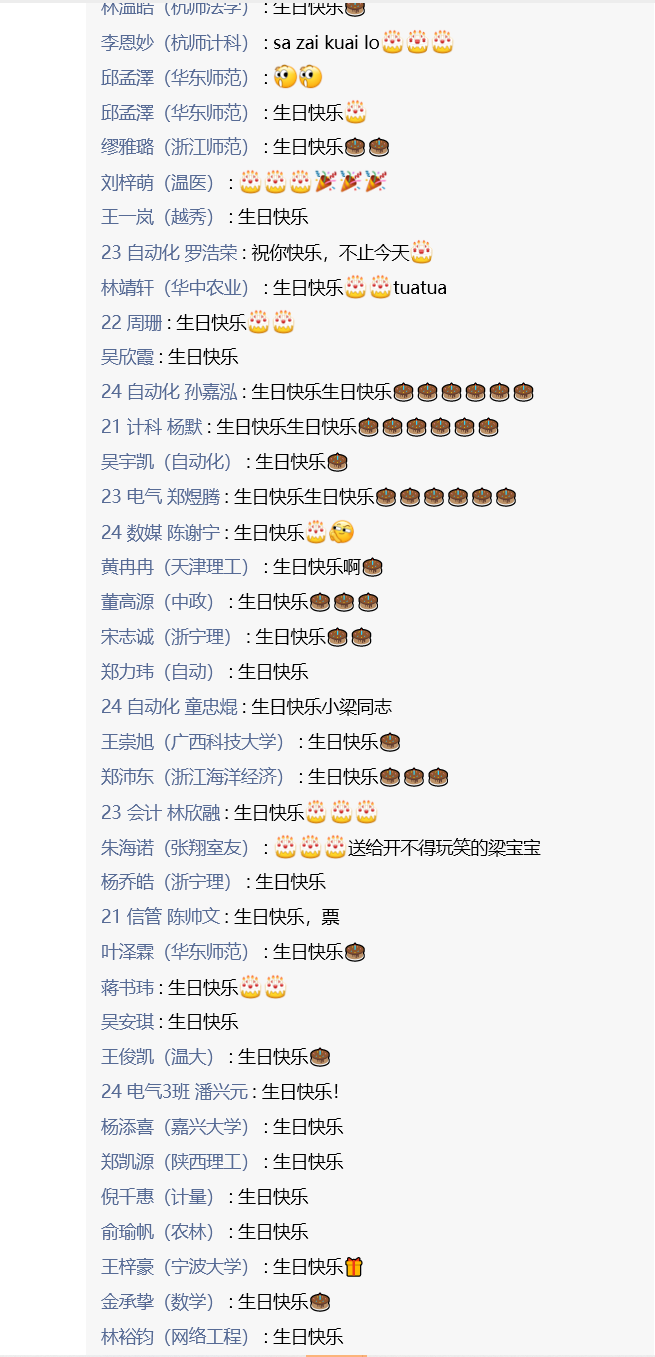 林温皓（杭师法学）：生日快乐🎂
李恩妙（杭师计科）：sa zai kuai lo🎂🎂🎂
邱孟澤（华东师范）：🫢🫢
邱孟澤（华东师范）：生日快乐🎂
缪雅璐（浙江师范）：生日快乐🎂🎂
刘梓萌（温医）：🎂🎂🎂🎉🎉🎉
王一岚（越秀）：生日快乐
23 自动化 罗浩荣：祝你快乐，不止今天🎂
林靖轩（华中农业）：生日快乐🎂🎂tuatua
22 周珊：生日快乐🎂🎂
吴欣霞：生日快乐
24 自动化 孙嘉泓：生日快乐生日快乐🎂🎂🎂🎂🎂🎂
21 计科 杨默：生日快乐生日快乐🎂🎂🎂🎂🎂🎂
吴宇凯（自动化）：生日快乐🎂
23 电气 郑煜腾：生日快乐生日快乐🎂🎂🎂🎂🎂🎂
24 数媒 陈谢宁：生日快乐🎂🫢
黄冉冉（天津理工）：生日快乐啊🎂
董高源（中政）：生日快乐🎂🎂🎂
宋志诚（浙宁理）：生日快乐🎂🎂
郑力玮（自动）：生日快乐
24 自动化 童忠焜：生日快乐小梁同志
王崇旭（广西科技大学）：生日快乐🎂
郑沛东（浙江海洋经济）：生日快乐🎂🎂🎂
23 会计 林欣融：生日快乐🎂🎂🎂
朱海诺（张翔室友）：🎂🎂🎂送给开不得玩笑的梁宝宝
杨乔皓（浙宁理）：生日快乐
21 信管 陈帅文：生日快乐，票
叶泽霖（华东师范）：生日快乐🎂
蒋书玮：生日快乐🎂🎂
吴安琪：生日快乐
王俊凯（温大）：生日快乐🎂
24 电气3班 潘兴元：生日快乐！
杨添喜（嘉兴大学）：生日快乐
郑凯源（陕西理工）：生日快乐
倪千惠（计量）：生日快乐
俞瑜帆（农林）：生日快乐
王梓豪（宁波大学）：生日快乐🎁
金承挚（数学）：生日快乐🎂
林裕钧（网络工程）：生日快乐